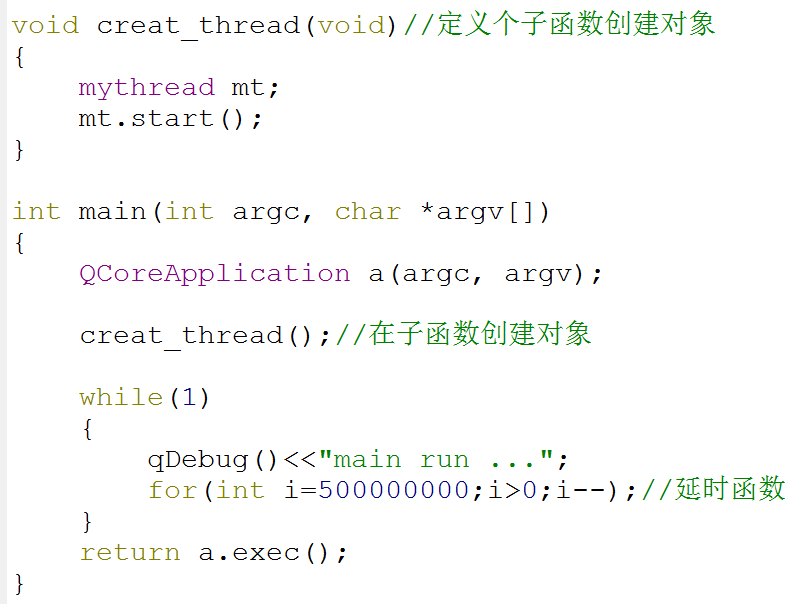 void creat_thread(void)//定义个子函数创建对象
{
    mythread mt;
    mt.start();
}
int main(int argc, char *argv[])
{
    QCoreApplication a(argc, argv);
    creat_thread();//在子函数创建对象
    while(1)
    {
        qDebug()<<"main run ...";
        for(int i=500000000;i>0;i--);//延时函数
    }
    return a.exec();
}